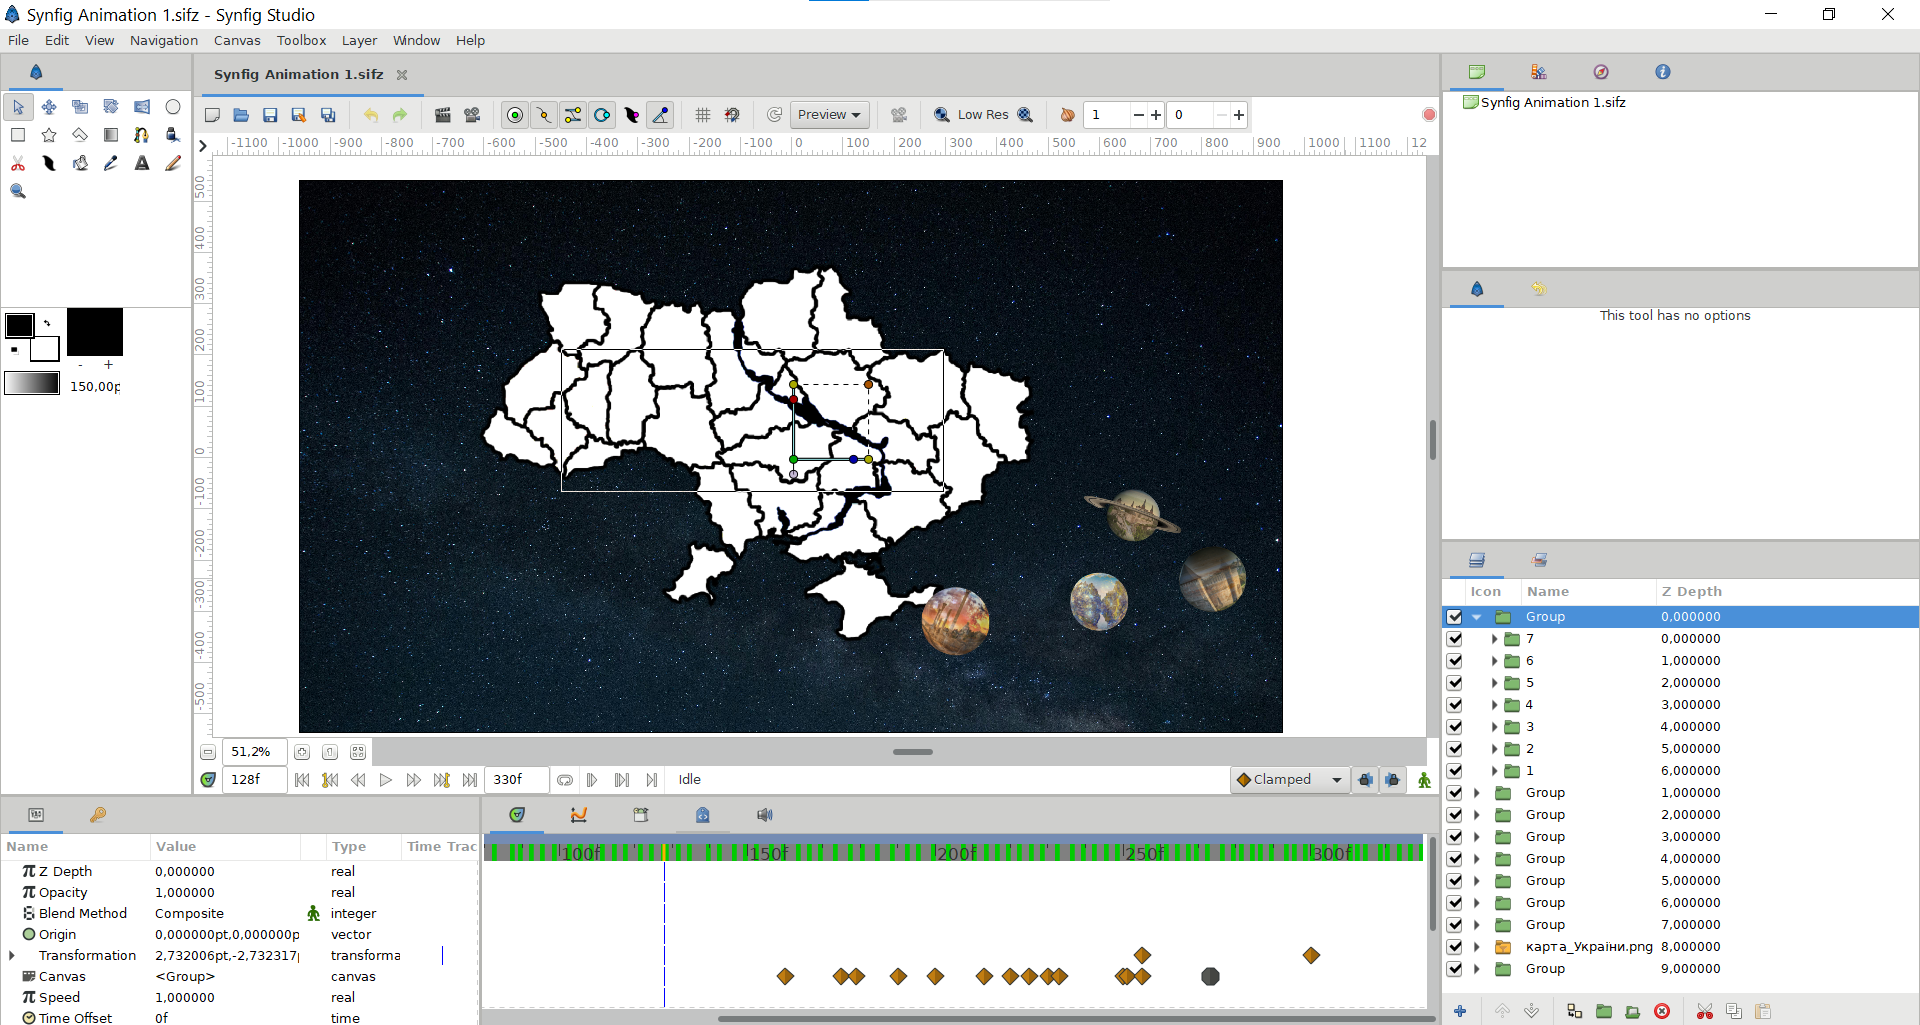 Synfig Animation 1.sifz - Synfig Studio
File Edit View Navigation Canvas Toolbox Layer Window Help
Synfig Animation 1.sifz
Preview Low Res 1 0
-1100 -1000 -900 -800 -700 -600 -500 -400 -300 -200 -100 0 100 200 300 400 500 600 700 800 900 1000 1100 12
500
400
300
200
100
0
-100
-200
-300
-400
-500
150,00p
51,2%
128f 330f Idle Clamped
Name Value Type Time Trac
Z Depth 0,000000 real
Opacity 1,000000 real
Blend Method Composite integer
Origin 0,000000pt,0,000000p vector
Transformation 2,732006pt,-2,732317 transforma
Canvas <Group> canvas
Speed 1,000000 real
Time Offset 0f time
100f 150f 200f 250f 300f
Synfig Animation 1.sifz
This tool has no options
Icon Name Z Depth
Group 0,000000
7 0,000000
6 1,000000
5 2,000000
4 3,000000
3 4,000000
2 5,000000
1 6,000000
Group 1,000000
Group 2,000000
Group 3,000000
Group 4,000000
Group 5,000000
Group 6,000000
Group 7,000000
карта_України.png 8,000000
Group 9,000000